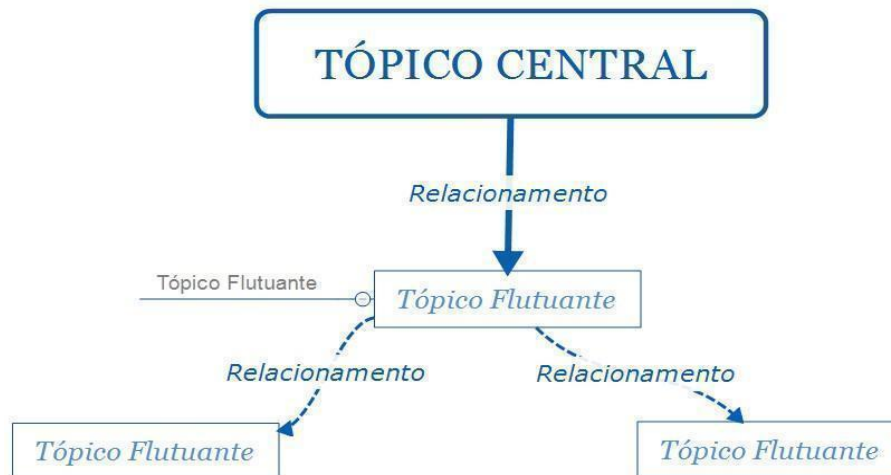 TÓPICO CENTRAL
Relacionamento
Tópico Flutuante
Tópico Flutuante
Relacionamento
Relacionamento
Tópico Flutuante
Tópico Flutuante